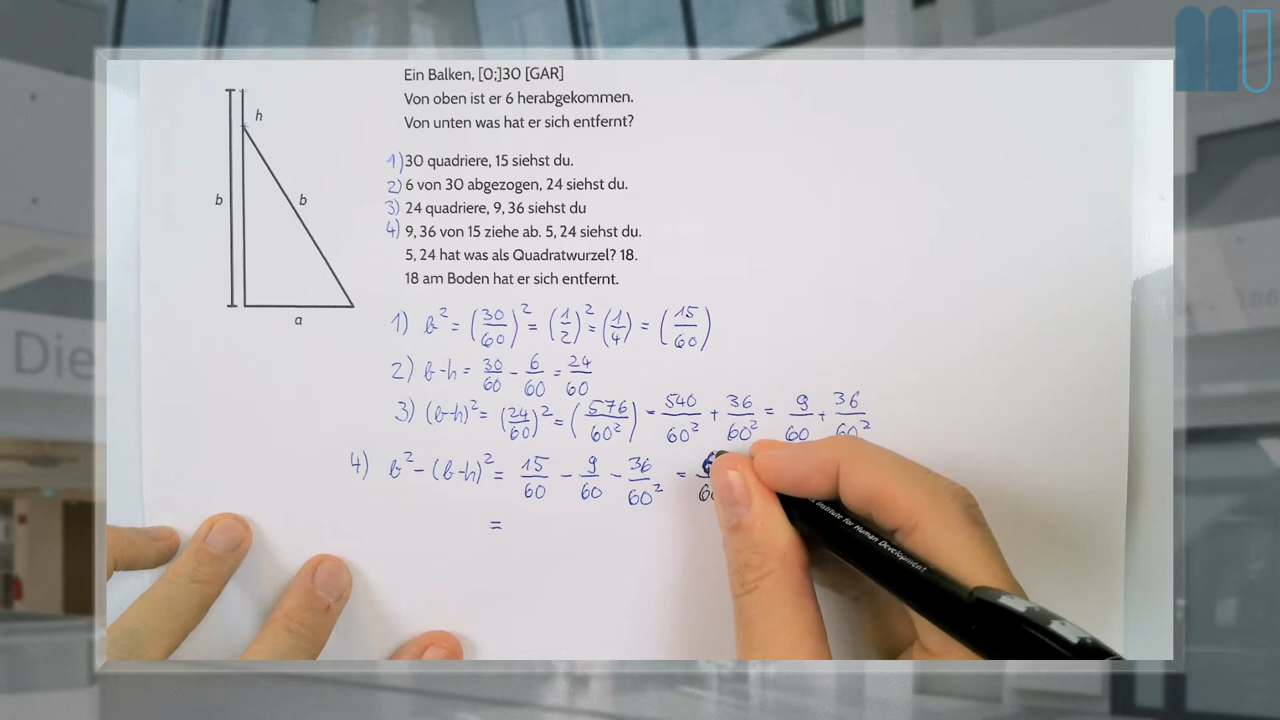 Ein Balken, [0;]30 [GAR]
Von oben ist er 6 herabgekommen.
Von unten was hat er sich entfernt?
1) 30 quadriere, 15 siehst du.
2) 6 von 30 abgezogen, 24 siehst du.
3) 24 quadriere, 9, 36 siehst du
4) 9, 36 von 15 ziehe ab. 5, 24 siehst du.
5, 24 hat was als Quadratwurzel? 18.
18 am Boden hat er sich entfernt.
h
b
b
a
1) b² = (30/60)² = (1/2)² = (1/4) = (15/60)
2) b-h = 30/60 - 6/60 = 24/60
3) (b-h)² = (24/60)² = (576/60²) = 540/60² + 36/60² = 9/60 + 36/60²
4) b² - (b-h)² = 15/60 - 9/60 - 36/60² =
=
Institute for Human Development
Die